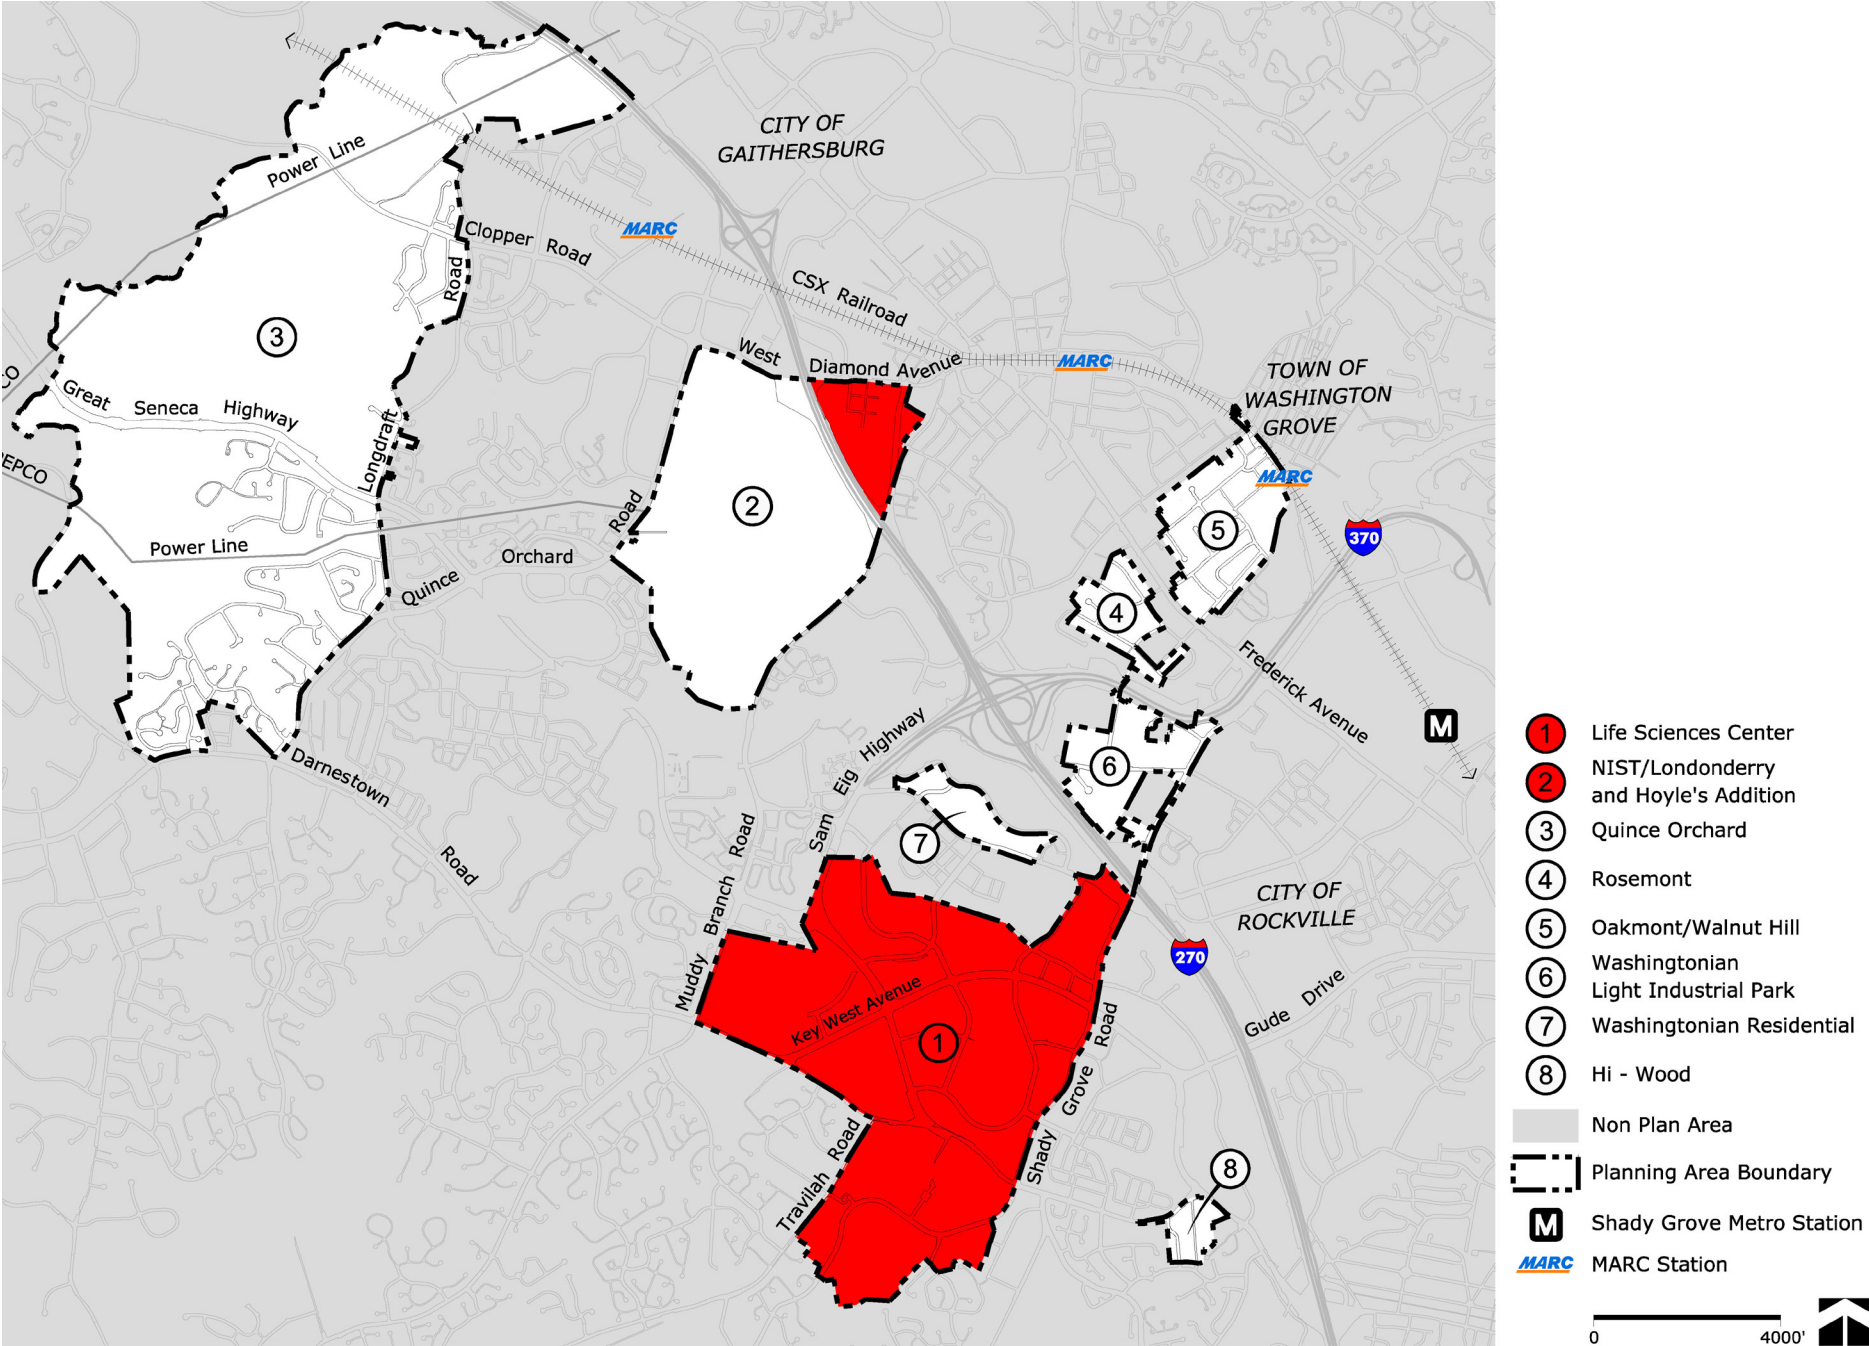 CITY OF
GAITHERSBURG
Power Line
MARC
Clopper Road
Road
CSX Railroad
3
West Diamond Avenue
MARC
TOWN OF
WASHINGTON
GROVE
CO
Great Seneca Highway
Longdraft
MARC
EPCO
2
Road
5
370
Power Line
Orchard
Quince
4
Frederick Avenue
M
Sam Eig Highway
6
Darnestown Road
7
Muddy Branch Road
CITY OF
ROCKVILLE
270
Key West Avenue
Gude Drive
1
Shady Grove Road
Travilah Road
8
1 Life Sciences Center
2 NIST/Londonderry
and Hoyle's Addition
3 Quince Orchard
4 Rosemont
5 Oakmont/Walnut Hill
6 Washingtonian
Light Industrial Park
7 Washingtonian Residential
8 Hi - Wood
Non Plan Area
Planning Area Boundary
M Shady Grove Metro Station
MARC MARC Station
0 4000'